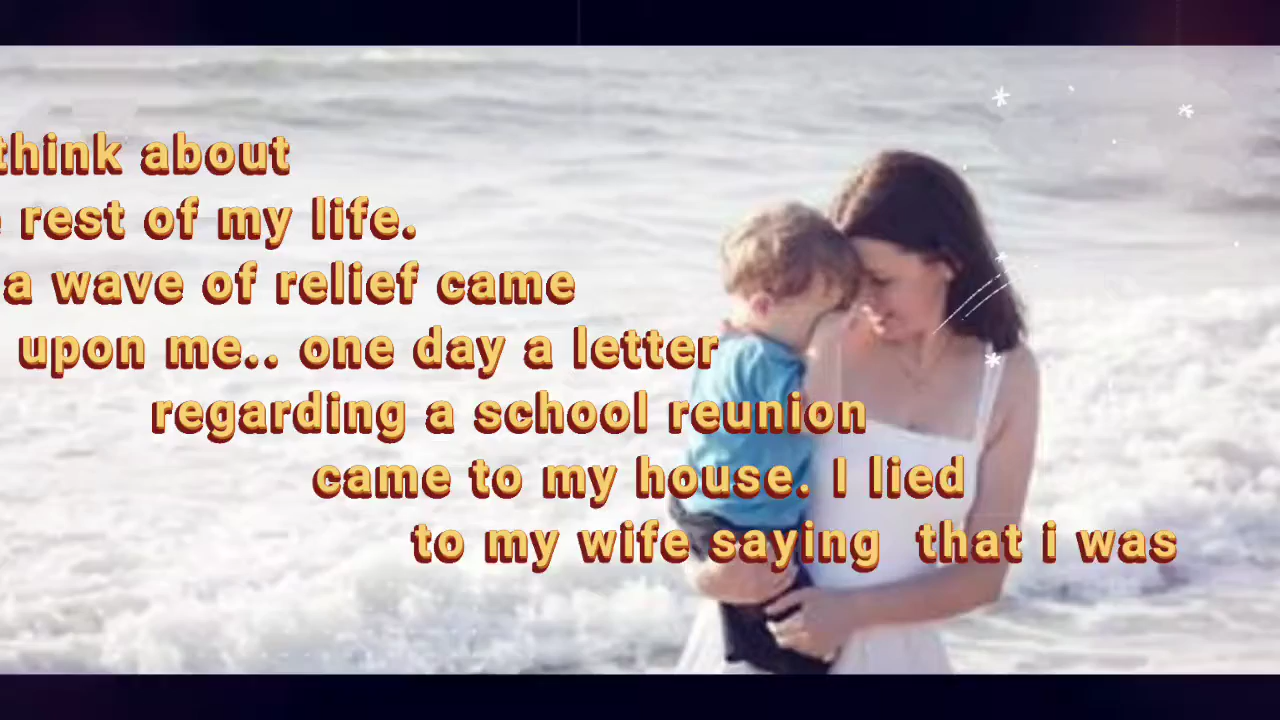 think about
rest of my life.
a wave of relief came
upon me.. one day a letter
regarding a school reunion
came to my house. I lied
to my wife saying that i was